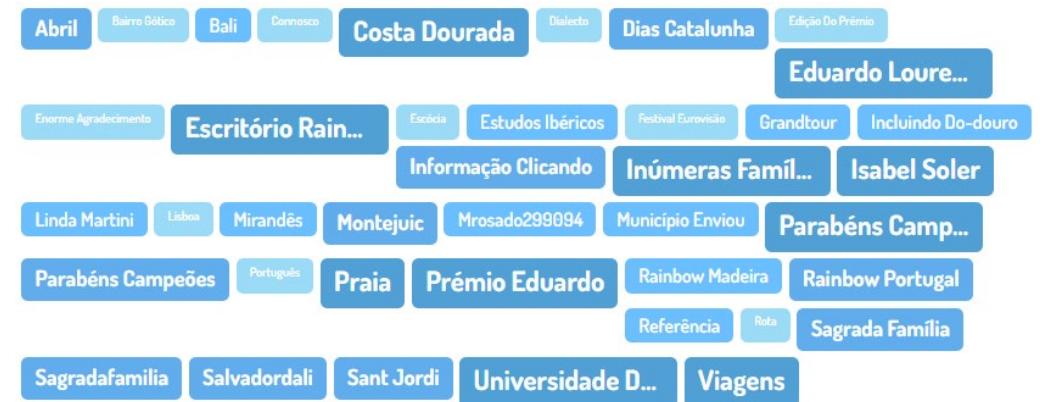 Abril Bairro Gótico Bali Connosco Costa Dourada Dialecto Dias Catalunha Edição Do Prémio
Eduardo Loure...
Enorme Agradecimento Escritório Rain... Escócia Estudos Ibéricos Festival Eurovisão Grandtour Incluindo Do-douro
Informação Clicando Inúmeras Famíl... Isabel Soler
Linda Martini Lisboa Mirandês Montejuic Mrosado299094 Município Enviou Parabéns Camp...
Parabéns Campeões Português Praia Prémio Eduardo Rainbow Madeira Rainbow Portugal
Referência Rota Sagrada Família
Sagradafamilia Salvadordali Sant Jordi Universidade D... Viagens